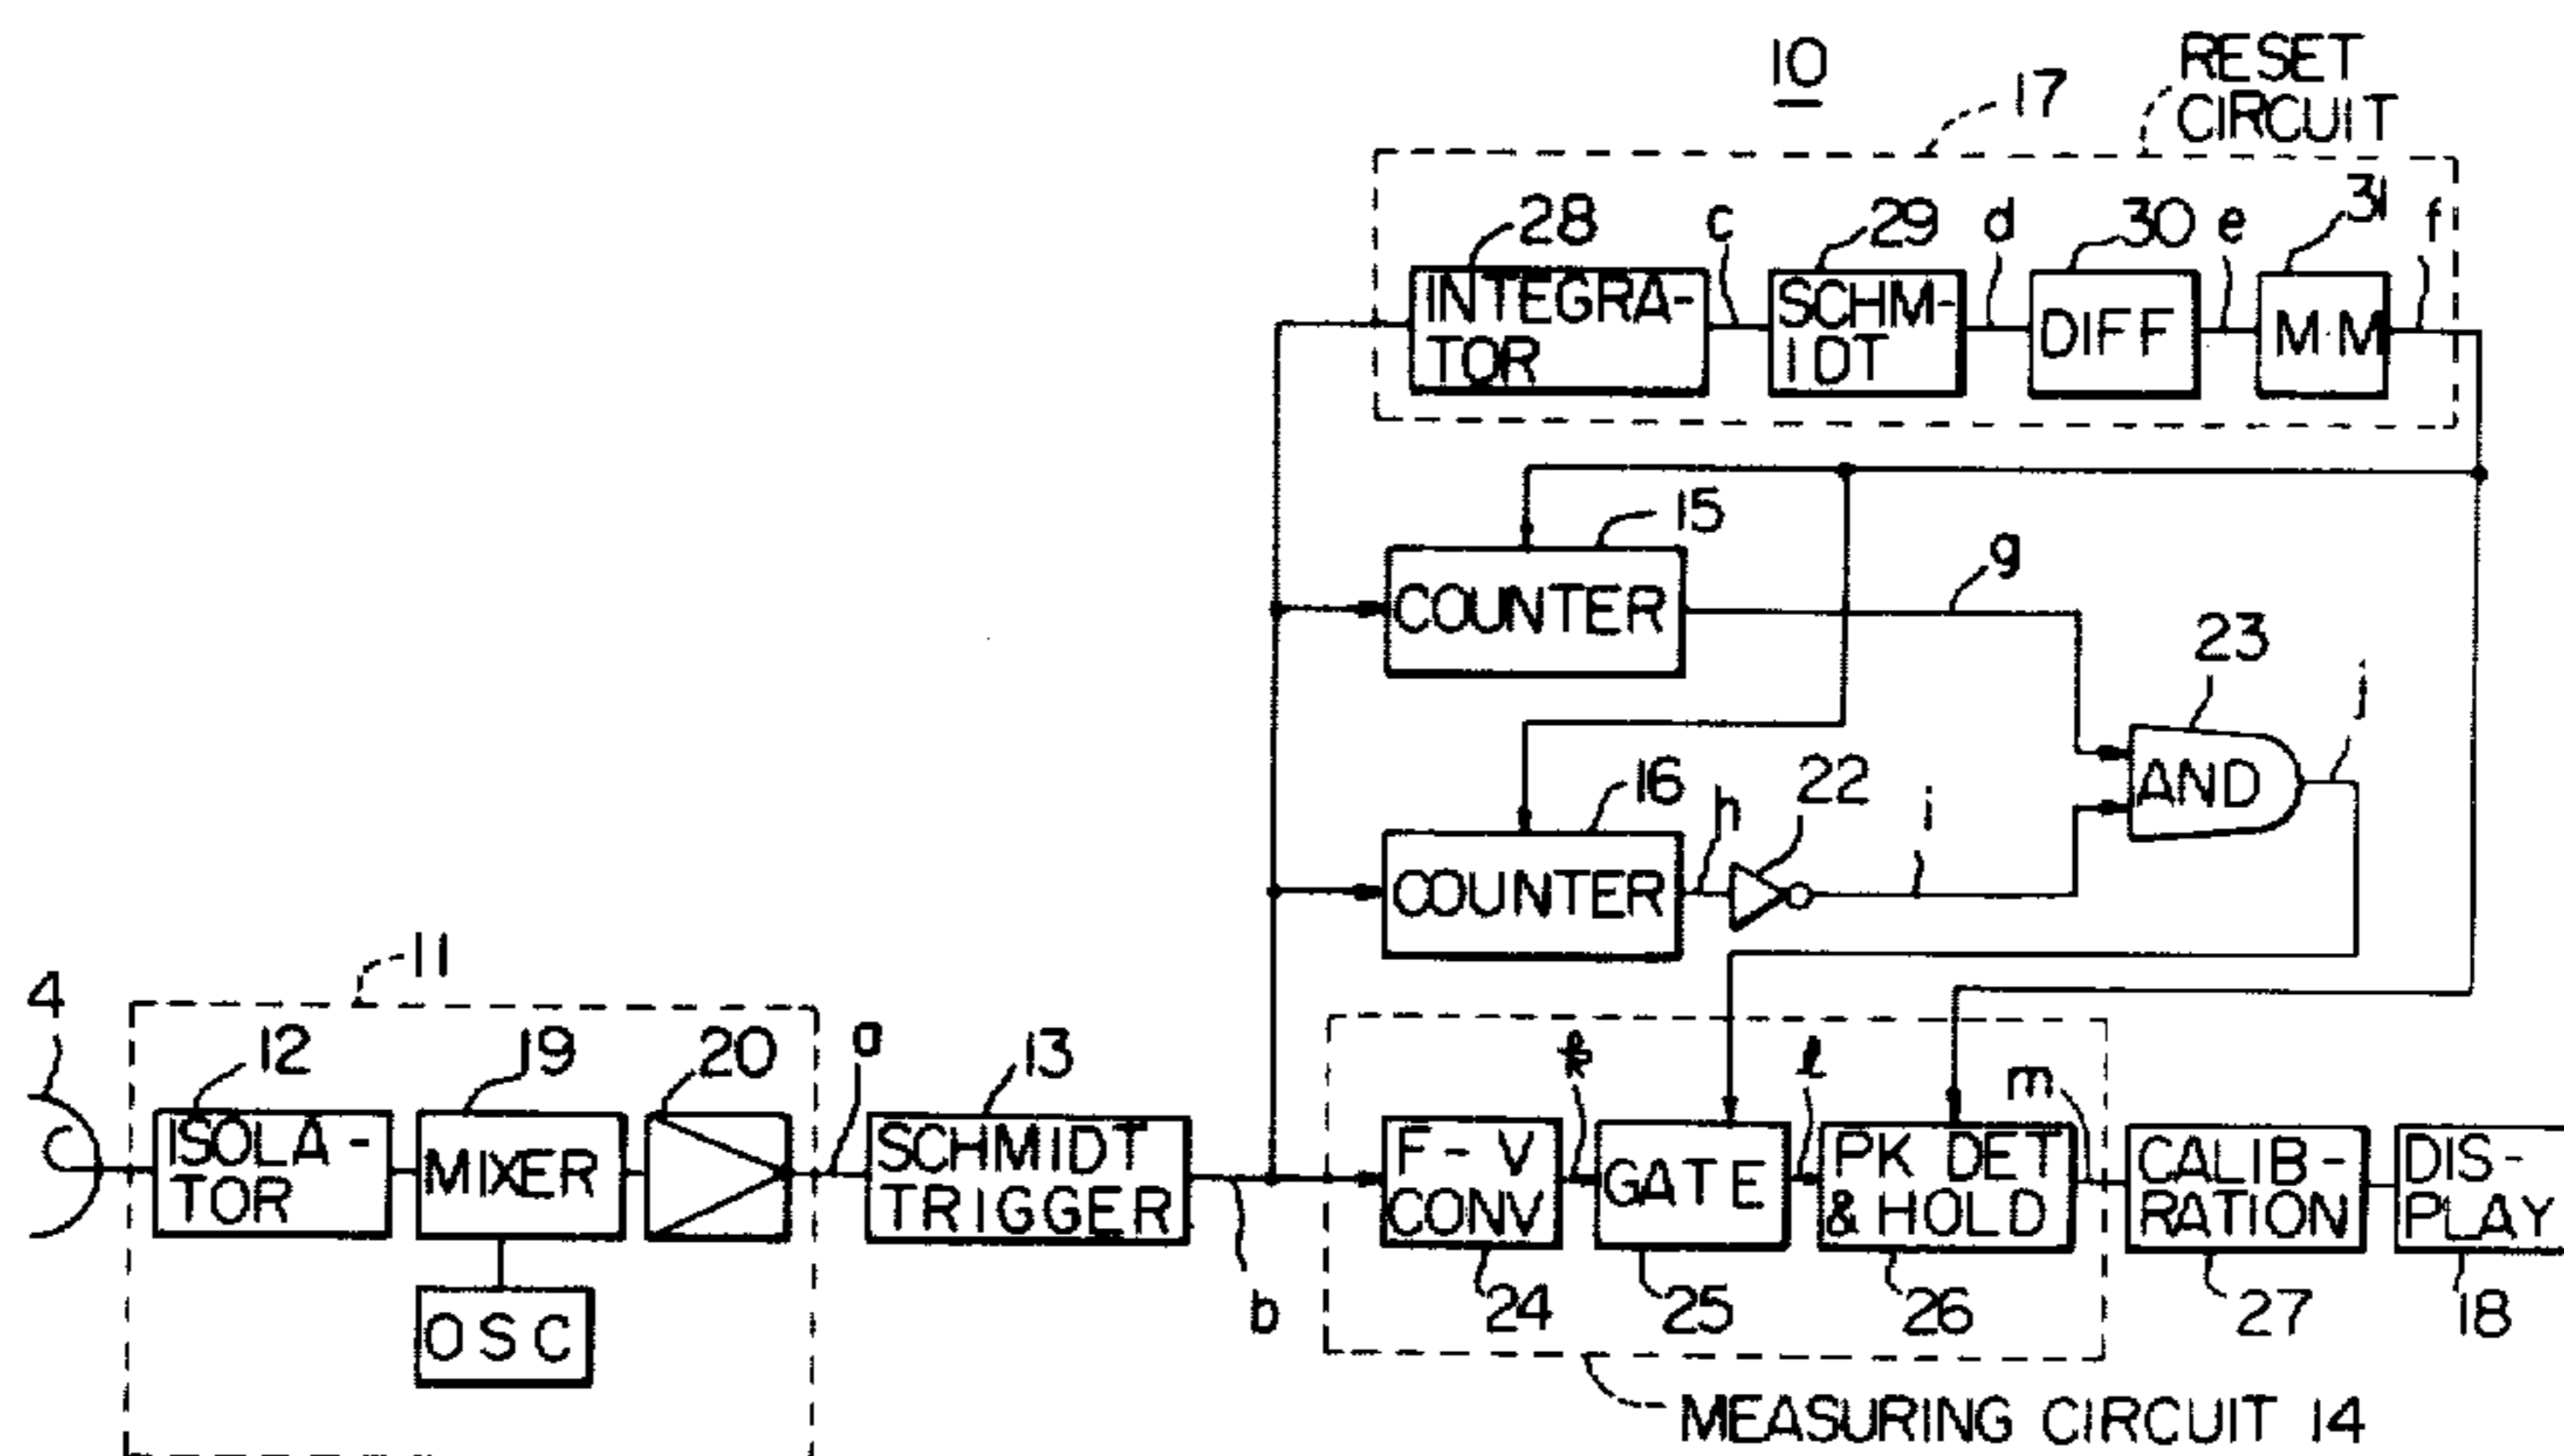 10
17
RESET
CIRCUIT
28
c
29
d
30
e
31
f
INTEGRA-
TOR
SCHM-
IDT
DIFF
M.M
15
COUNTER
g
23
j
AND
16
COUNTER
h
22
i
11
4
12
19
20
a
13
k
l
m
ISOLA-
TOR
MIXER
SCHMIDT
TRIGGER
F-V
CONV
GATE
PK DET
& HOLD
CALIB-
RATION
DIS-
PLAY
OSC
b
24
25
26
27
18
MEASURING CIRCUIT 14